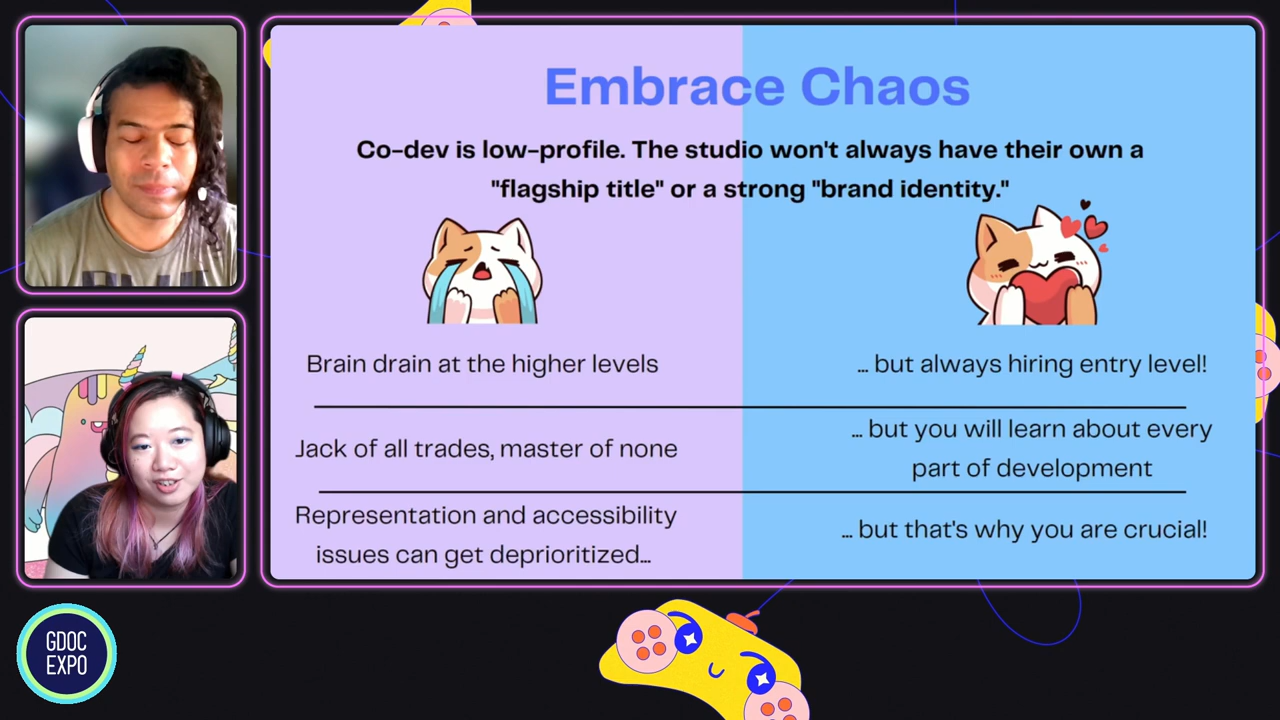 Embrace Chaos
Co-dev is low-profile. The studio won't always have their own a
"flagship title" or a strong "brand identity."
Brain drain at the higher levels
... but always hiring entry level!
Jack of all trades, master of none
... but you will learn about every
part of development
Representation and accessibility
issues can get deprioritized...
... but that's why you are crucial!
GDOC
EXPO